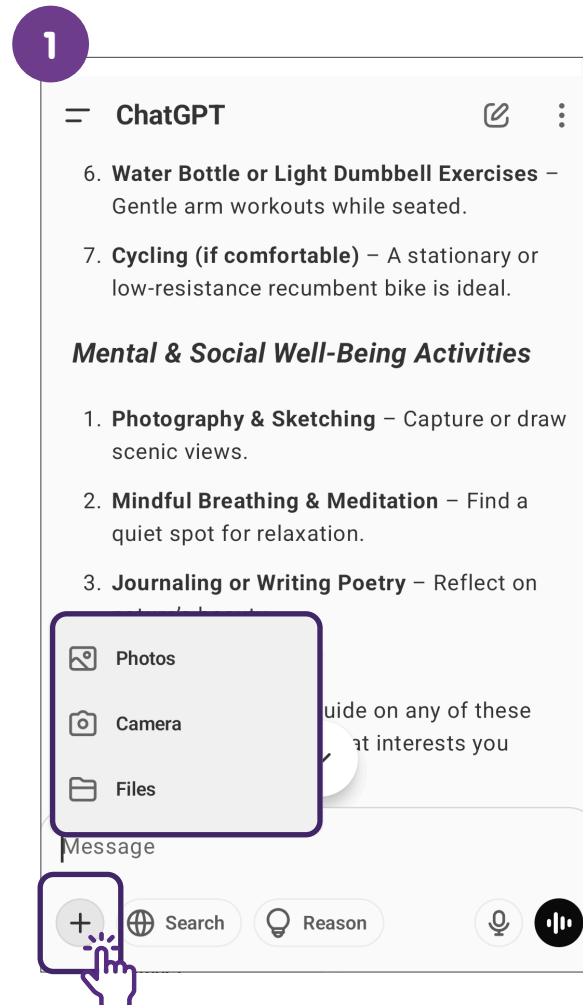 1
ChatGPT
6. Water Bottle or Light Dumbbell Exercises –
Gentle arm workouts while seated.
7. Cycling (if comfortable) – A stationary or
low-resistance recumbent bike is ideal.
Mental & Social Well-Being Activities
1. Photography & Sketching – Capture or draw
scenic views.
2. Mindful Breathing & Meditation – Find a
quiet spot for relaxation.
3. Journaling or Writing Poetry – Reflect on
Photos
uide on any of these
Camera
at interests you
Files
Message
Search
Reason